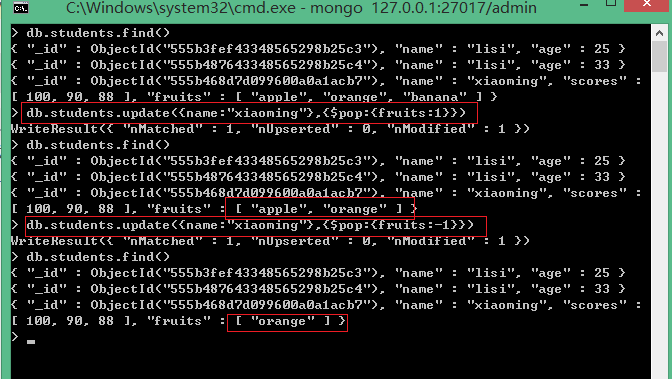 C:\Windows\system32\cmd.exe - mongo 127.0.0.1:27017/admin
> db.students.find()
{ "_id" : ObjectId("555b3fef43348565298b25c3"), "name" : "lisi", "age" : 25 }
{ "_id" : ObjectId("555b487643348565298b25c4"), "age" : 33 }
{ "_id" : ObjectId("555b468d7d099600a0a1acb7"), "name" : "xiaoming", "scores" :
[ 100, 90, 88 ], "fruits" : [ "apple", "orange", "banana" ] }
> db.students.update({name:"xiaoming"},{$pop:{fruits:1}})
WriteResult({ "nMatched" : 1, "nUpserted" : 0, "nModified" : 1 })
> db.students.find()
{ "_id" : ObjectId("555b3fef43348565298b25c3"), "name" : "lisi", "age" : 25 }
{ "_id" : ObjectId("555b487643348565298b25c4"), "age" : 33 }
{ "_id" : ObjectId("555b468d7d099600a0a1acb7"), "name" : "xiaoming", "scores" :
[ 100, 90, 88 ], "fruits" : [ "apple", "orange" ] }
> db.students.update({name:"xiaoming"},{$pop:{fruits:-1}})
WriteResult({ "nMatched" : 1, "nUpserted" : 0, "nModified" : 1 })
> db.students.find()
{ "_id" : ObjectId("555b3fef43348565298b25c3"), "name" : "lisi", "age" : 25 }
{ "_id" : ObjectId("555b487643348565298b25c4"), "age" : 33 }
{ "_id" : ObjectId("555b468d7d099600a0a1acb7"), "name" : "xiaoming", "scores" :
[ 100, 90, 88 ], "fruits" : [ "orange" ] }
>